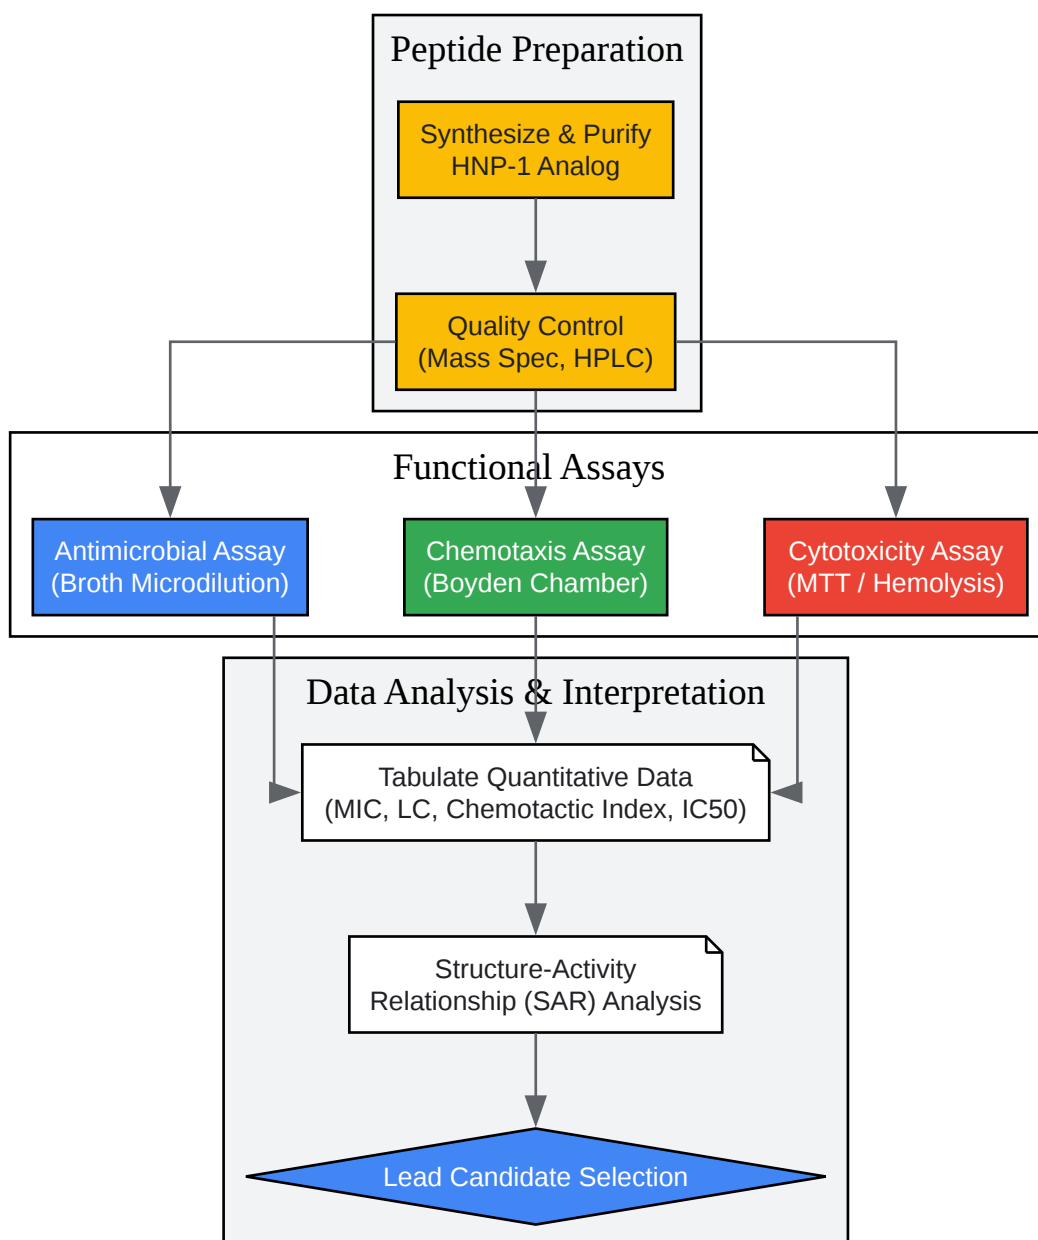 Peptide Preparation
Synthesize & Purify
HNP-1 Analog
Quality Control
(Mass Spec, HPLC)
Functional Assays
Antimicrobial Assay
(Broth Microdilution)
Chemotaxis Assay
(Boyden Chamber)
Cytotoxicity Assay
(MTT / Hemolysis)
Data Analysis & Interpretation
Tabulate Quantitative Data
(MIC, LC, Chemotactic Index, IC50)
Structure-Activity
Relationship (SAR) Analysis
Lead Candidate Selection